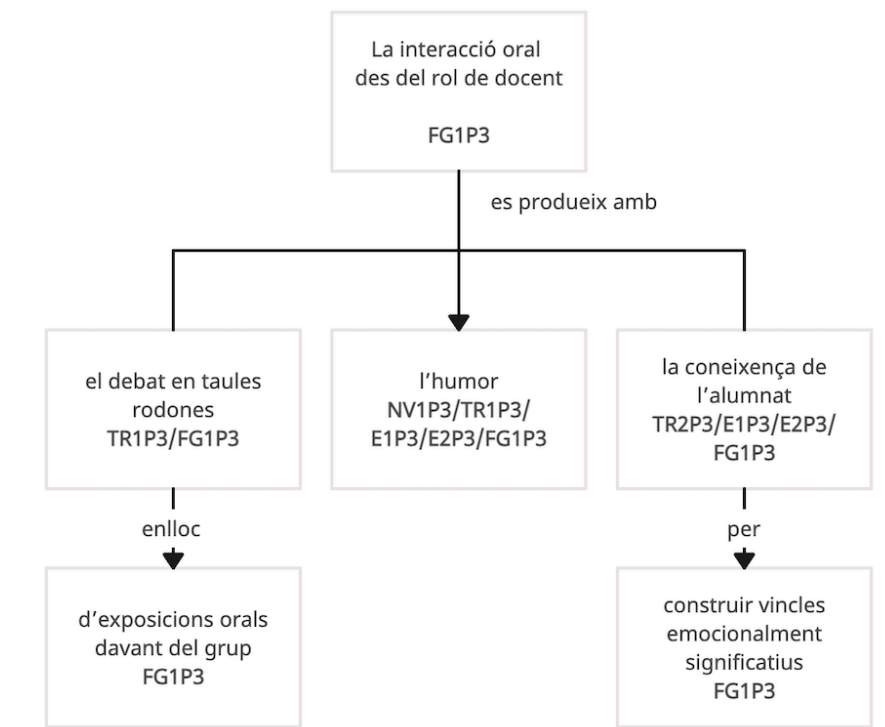 La interacció oral
des del rol de docent
FG1P3
es produeix amb
el debat en taules
rodones
TR1P3/FG1P3
l’humor
NV1P3/TR1P3/
E1P3/E2P3/FG1P3
la coneixença de
l’alumnat
TR2P3/E1P3/E2P3/
FG1P3
enlloc
per
d’exposicions orals
davant del grup
FG1P3
construir vincles
emocionalment
significatius
FG1P3